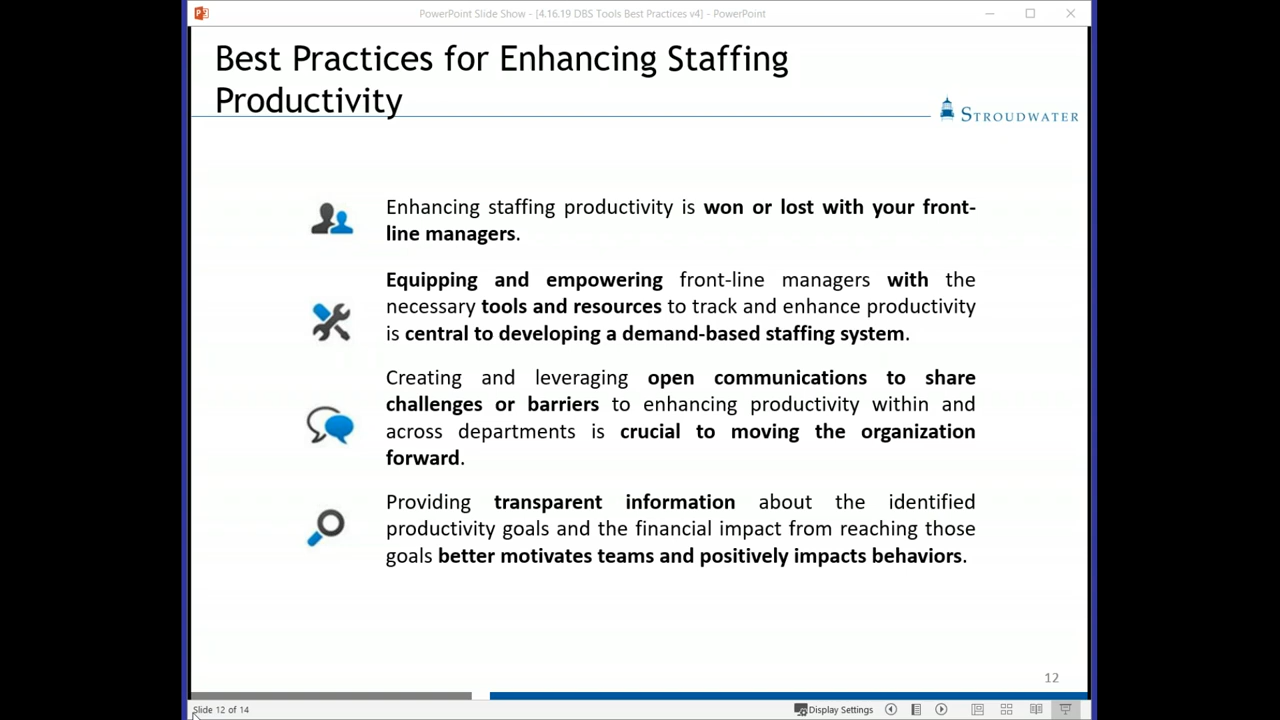 PowerPoint Slide Show - [4.16.19 DBS Tools Best Practices v4] - PowerPoint
Best Practices for Enhancing Staffing
Productivity
STROUDWATER
Enhancing staffing productivity is won or lost with your front-
line managers.
Equipping and empowering front-line managers with the
necessary tools and resources to track and enhance productivity
is central to developing a demand-based staffing system.
Creating and leveraging open communications to share
challenges or barriers to enhancing productivity within and
across departments is crucial to moving the organization
forward.
Providing transparent information about the identified
productivity goals and the financial impact from reaching those
goals better motivates teams and positively impacts behaviors.
12
Slide 12 of 14
Display Settings